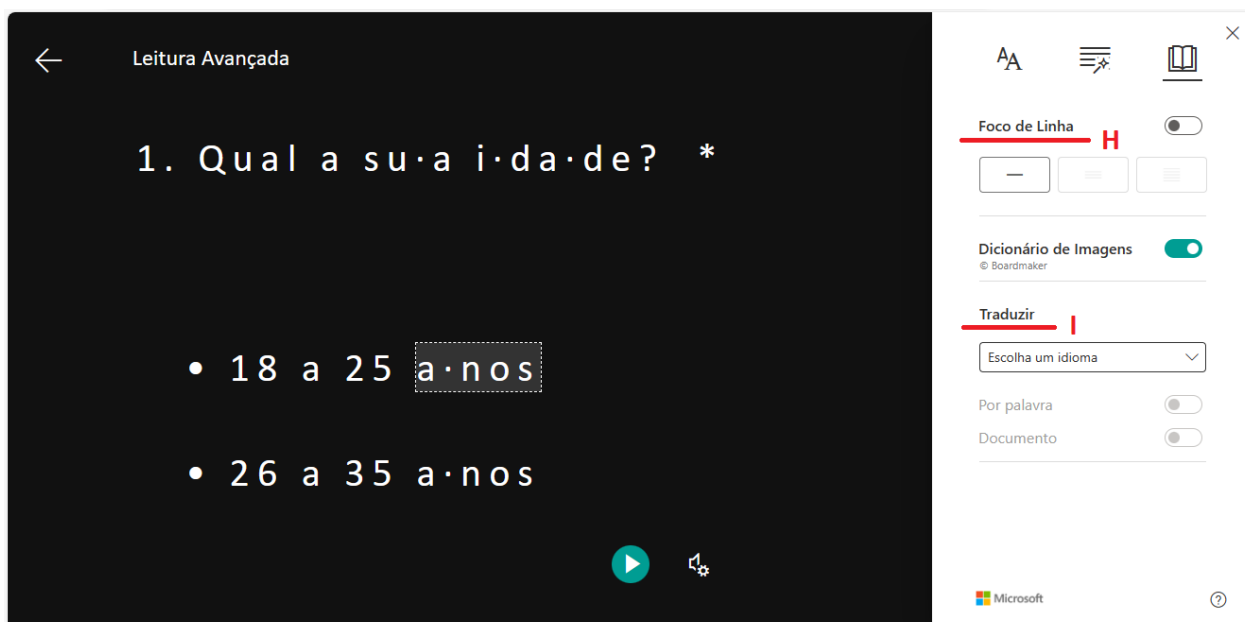 Leitura Avançada
1. Qual a su·a i·da·de? *
• 18 a 25 a·nos
• 26 a 35 a·nos
AA
Foco de Linha H
Dicionário de Imagens
© Boardmaker
Traduzir I
Escolha um idioma
Por palavra
Documento
Microsoft
?